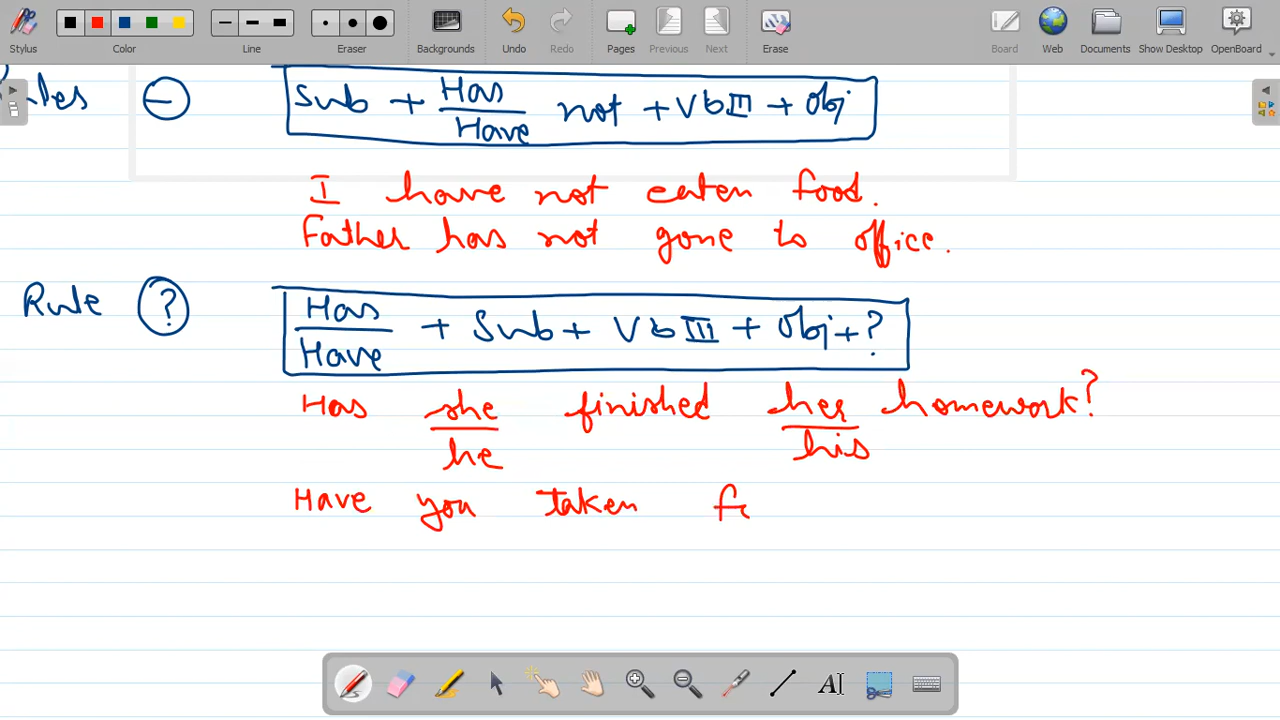 Stylus Color Line Eraser Backgrounds Undo Redo Pages Previous Next Erase Board Web Documents Show Desktop OpenBoard
Sub + Has/Have not + Vb III + Obj
I have not eaten food.
Father has not gone to office.
Rule ? Has/Have + Sub + Vb III + Obj + ?
Has she/he finished her/his homework?
Have you taken fo